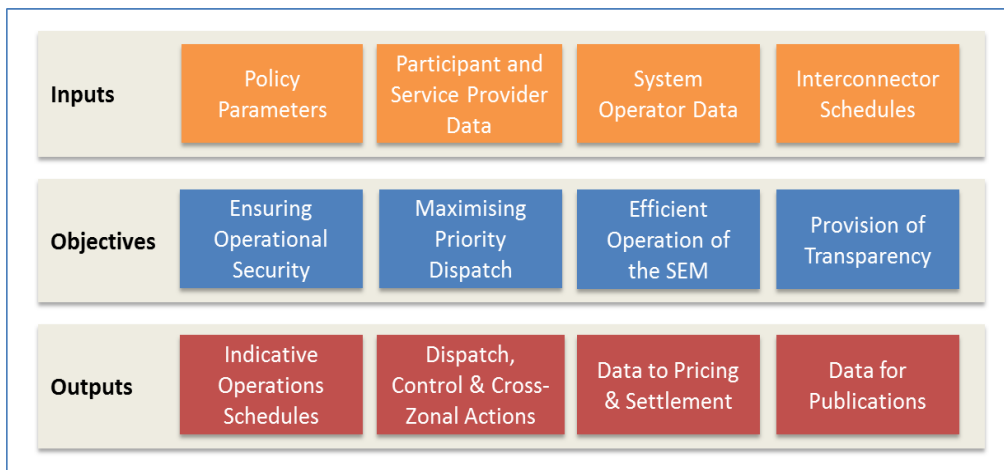 Inputs
Policy
Parameters
Participant and
Service Provider
Data
System
Operator Data
Interconnector
Schedules
Objectives
Ensuring
Operational
Security
Maximising
Priority
Dispatch
Efficient
Operation of
the SEM
Provision of
Transparency
Outputs
Indicative
Operations
Schedules
Dispatch,
Control & Cross-
Zonal Actions
Data to Pricing
& Settlement
Data for
Publications